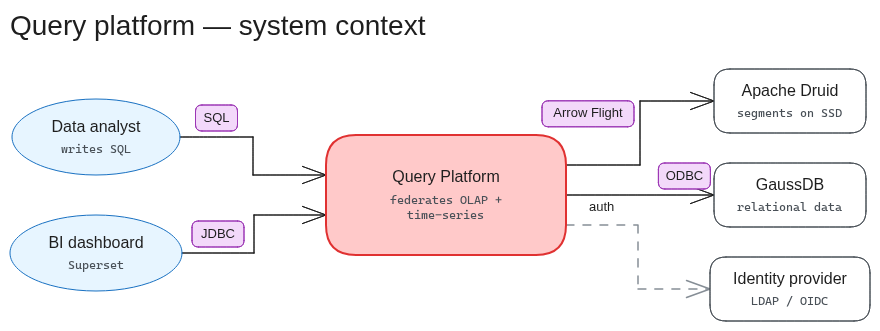 Query platform — system context
Data analyst
writes SQL
SQL
BI dashboard
Superset
JDBC
Query Platform
federates OLAP +
time-series
Arrow Flight
ODBC
auth
Apache Druid
segments on SSD
GaussDB
relational data
Identity provider
LDAP / OIDC